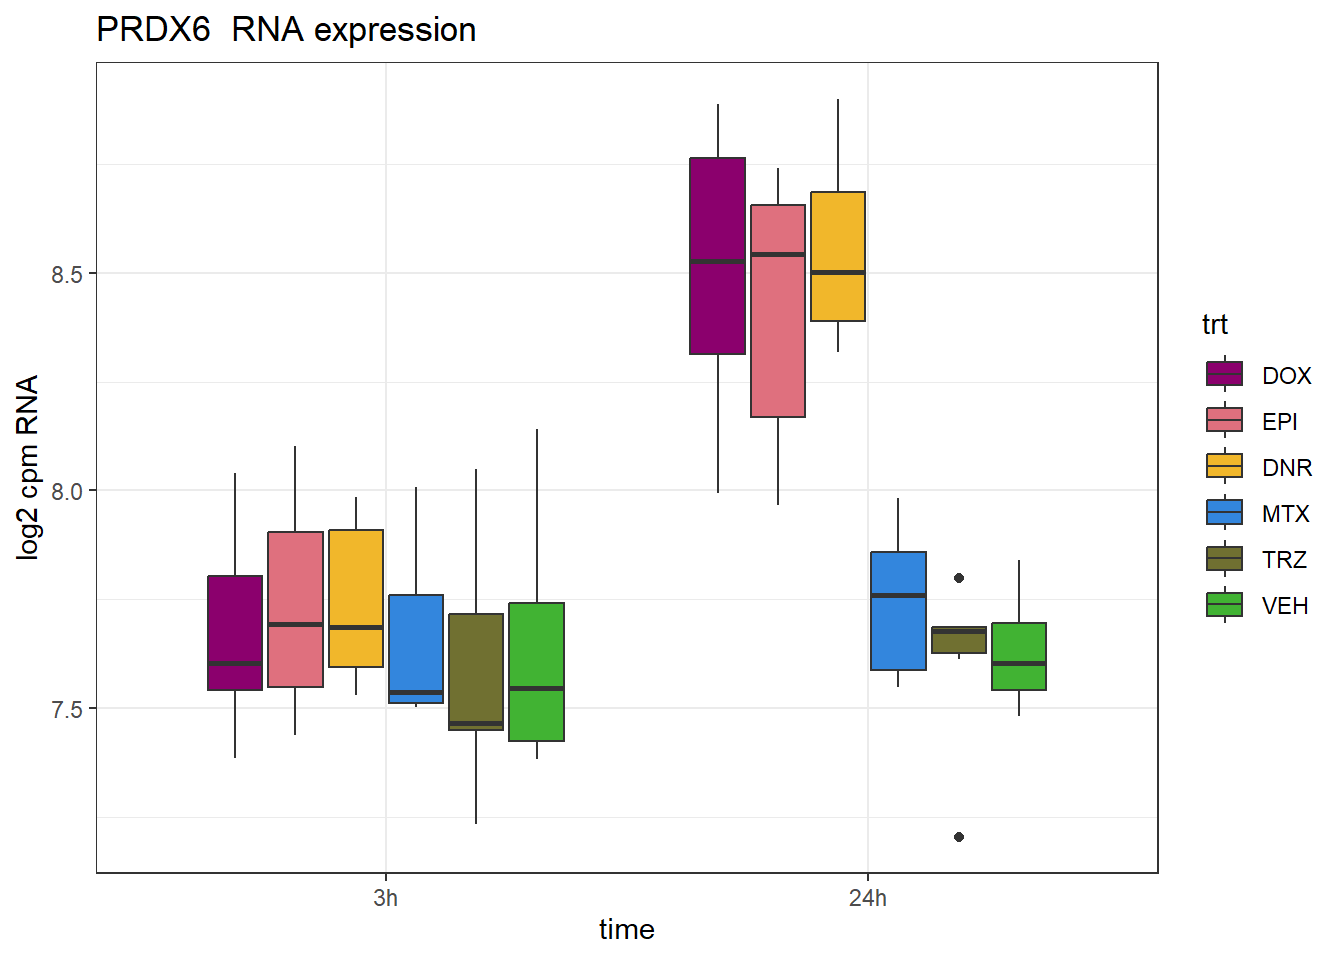 PRDX6  RNA expression
log2 cpm RNA
8.5
8.0
7.5
3h
24h
time
trt
DOX
EPI
DNR
MTX
TRZ
VEH